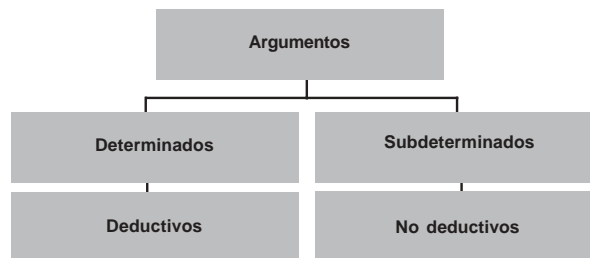 Argumentos
Determinados
Subdeterminados
Deductivos
No deductivos